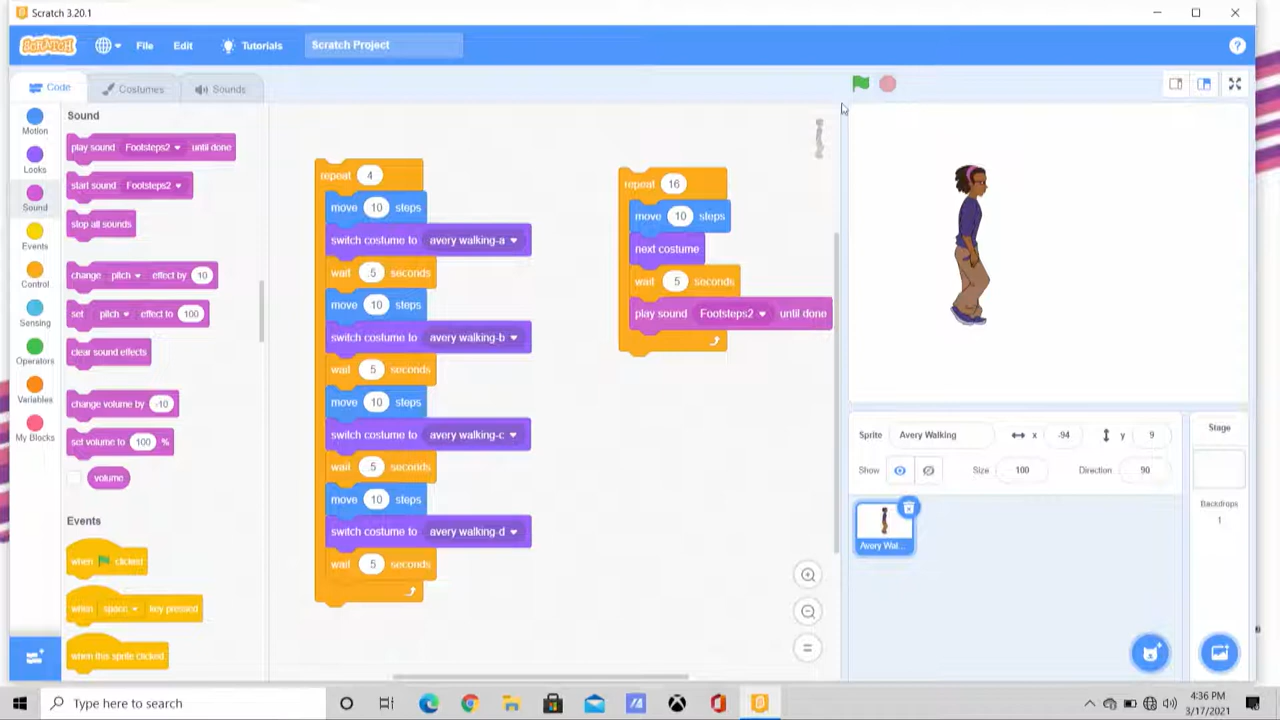 Scratch 3.20.1
SCRATCH
File
Edit
Tutorials
Scratch Project
?
Code
Costumes
Sounds
Motion
Looks
Sound
Events
Control
Sensing
Operators
Variables
My Blocks
Sound
play sound Footsteps2 until done
start sound Footsteps2
stop all sounds
change pitch effect by 10
set pitch effect to 100
clear sound effects
change volume by -10
set volume to 100 %
volume
Events
when clicked
when space key pressed
when this sprite clicked
repeat 4
move 10 steps
switch costume to avery walking-a
wait .5 seconds
move 10 steps
switch costume to avery walking-b
wait .5 seconds
move 10 steps
switch costume to avery walking-c
wait .5 seconds
move 10 steps
switch costume to avery walking-d
wait .5 seconds
repeat 16
move 10 steps
next costume
wait .5 seconds
play sound Footsteps2 until done
Sprite Avery Walking x -94 y 9
Show Size 100 Direction 90
Avery Wal...
Stage
Backdrops
1
Type here to search
4:36 PM
3/17/2021